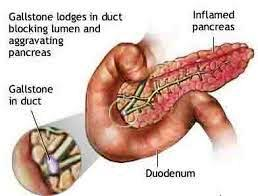 Gallstone lodges in duct
blocking lumen and
aggravating
pancreas
Inflamed
pancreas
Gallstone
in duct
Duodenum